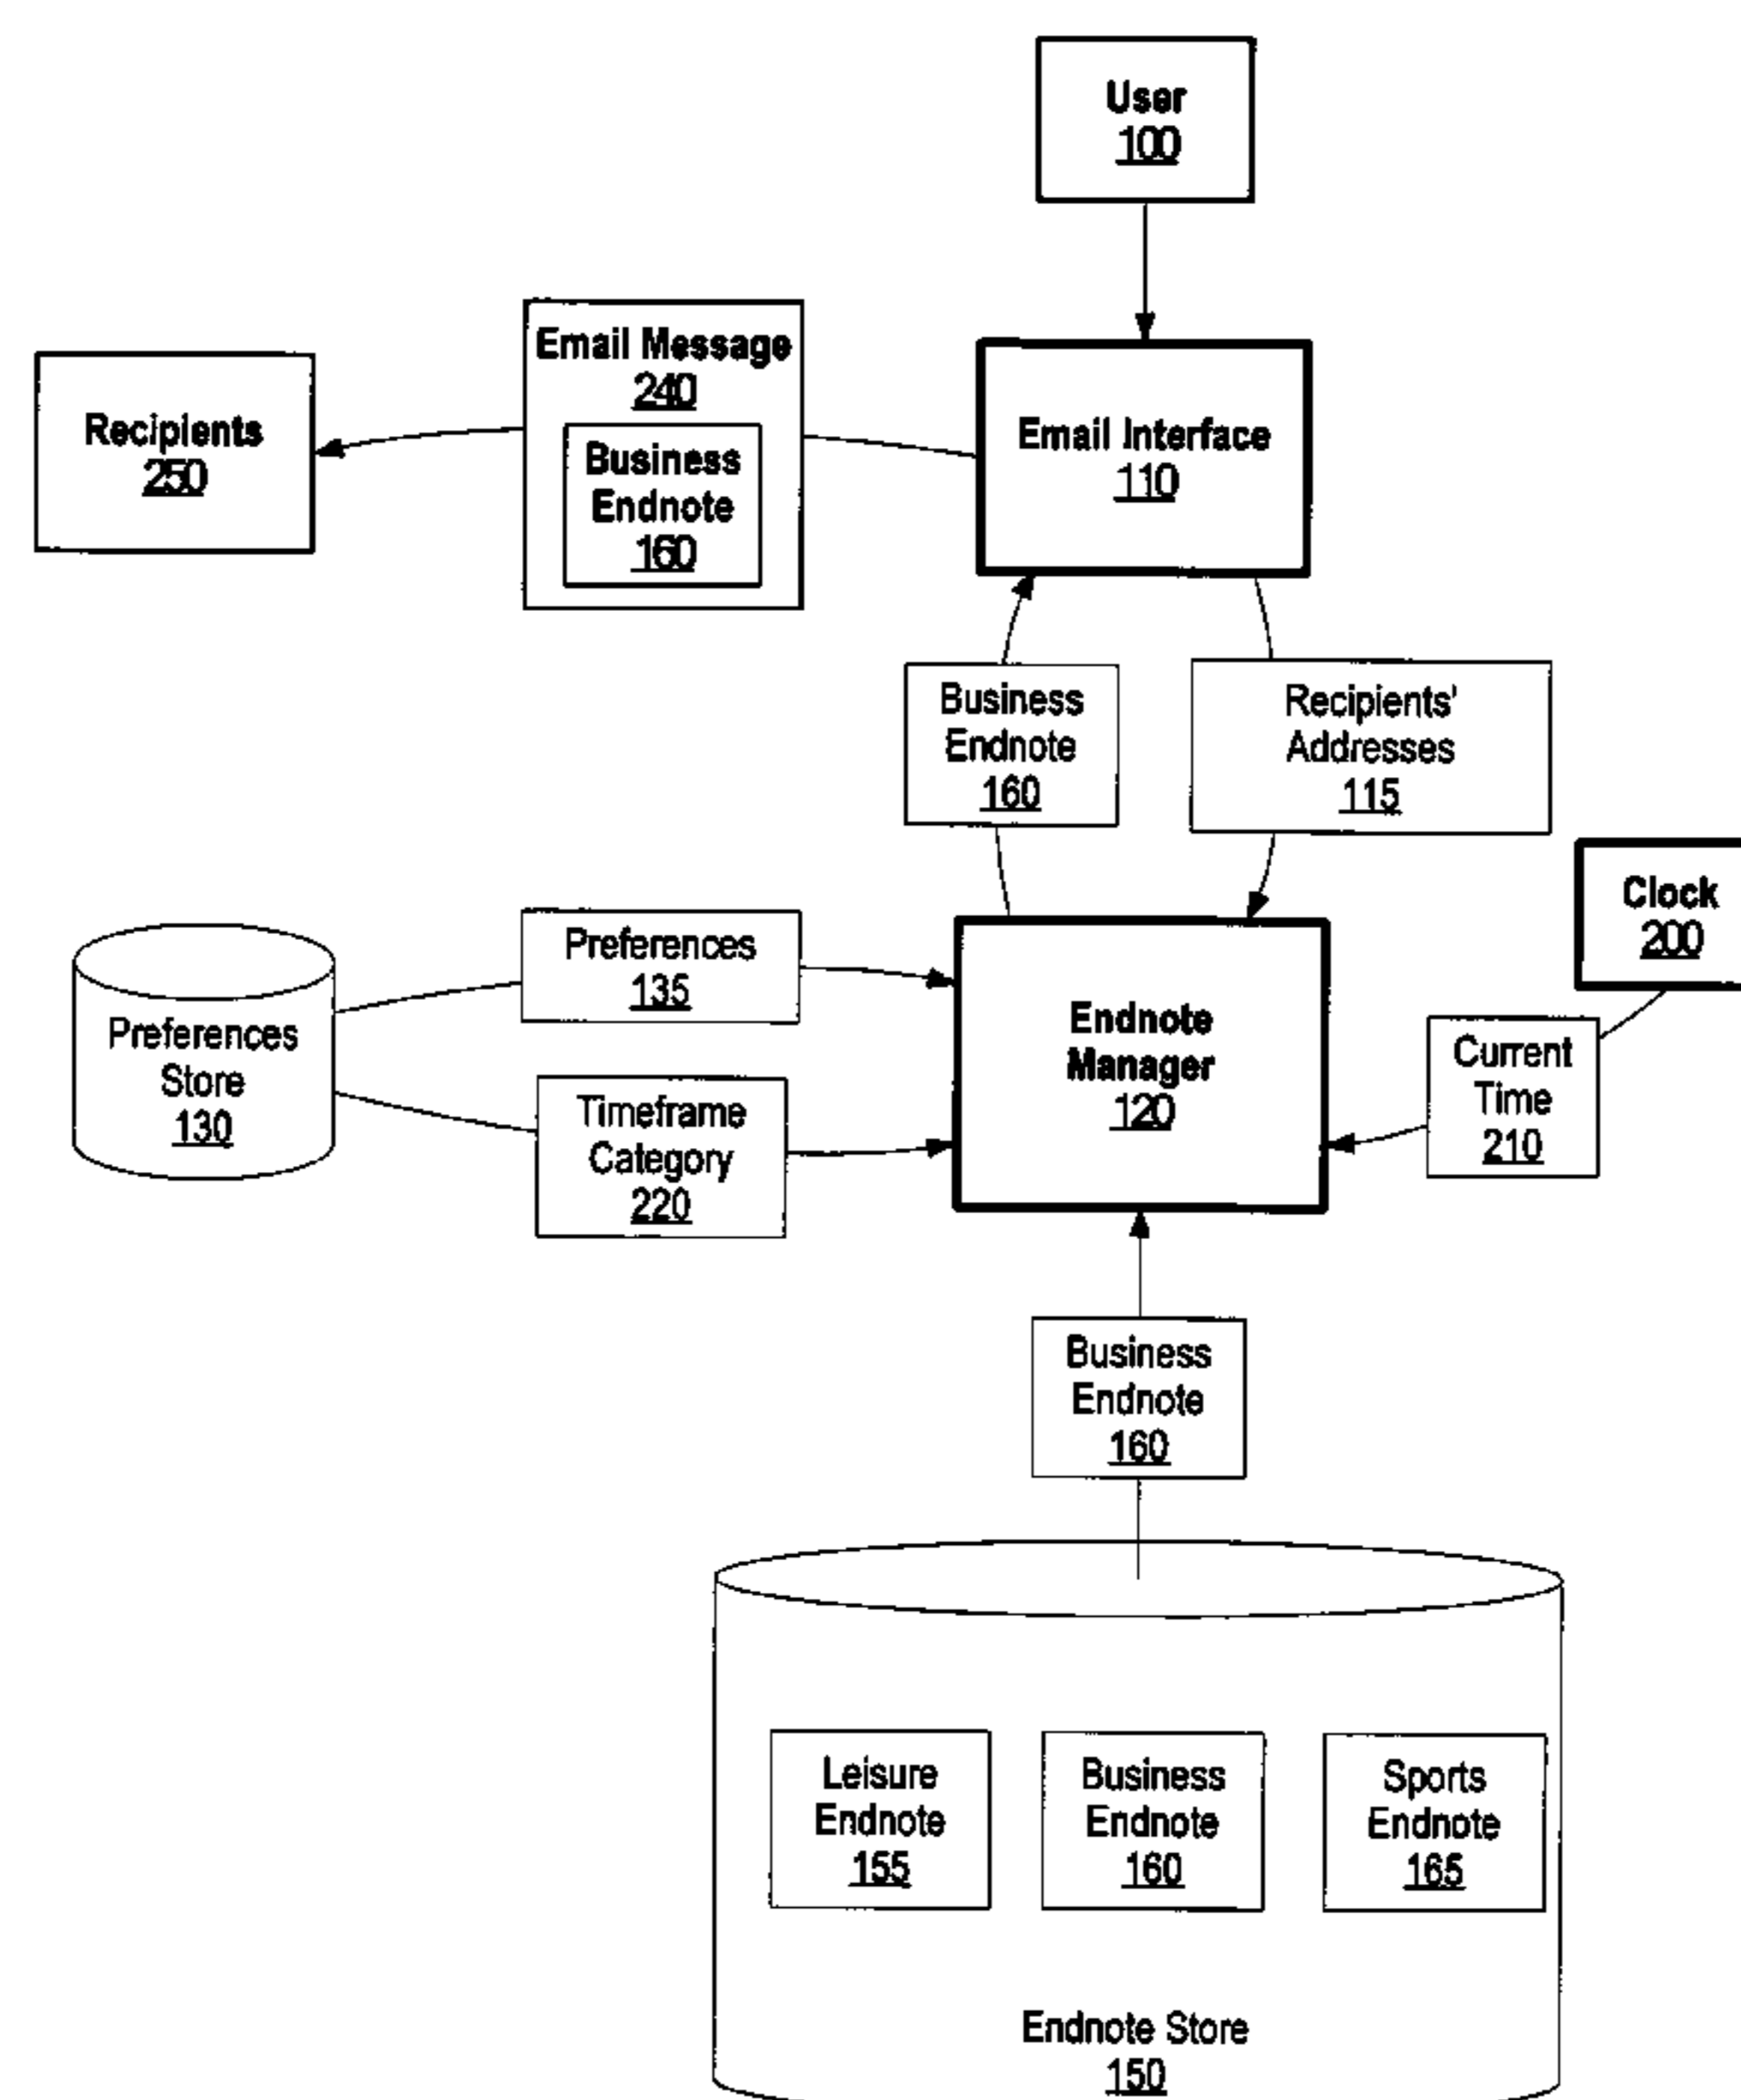 User
100
Email Message
240
Business
Endnote
160
Recipients
250
Email Interface
110
Business
Endnote
160
Recipients'
Addresses
115
Clock
200
Preferences
135
Preferences
Store
130
Timeframe
Category
220
Endnote
Manager
120
Current
Time
210
Business
Endnote
160
Leisure
Endnote
155
Business
Endnote
160
Sports
Endnote
165
Endnote Store
150